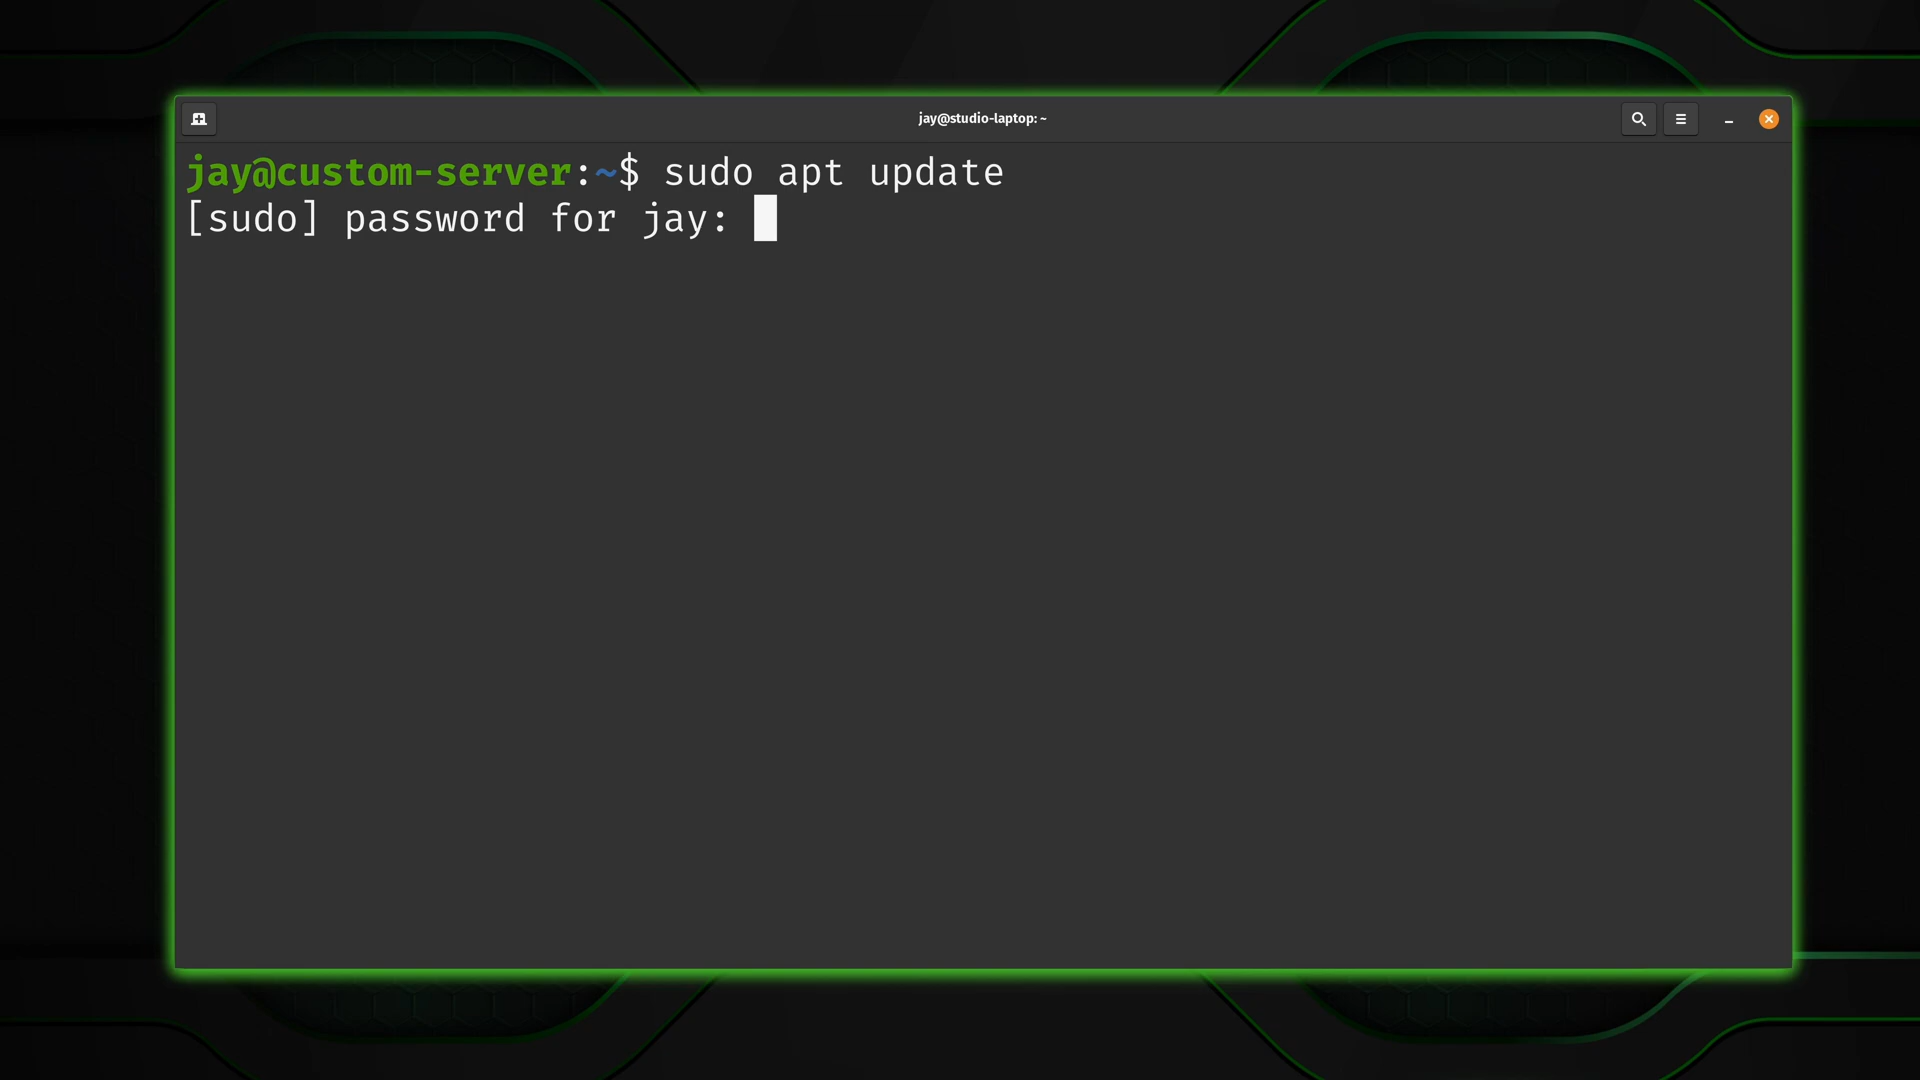 jay@studio-laptop: ~
jay@custom-server:~$ sudo apt update
[sudo] password for jay: